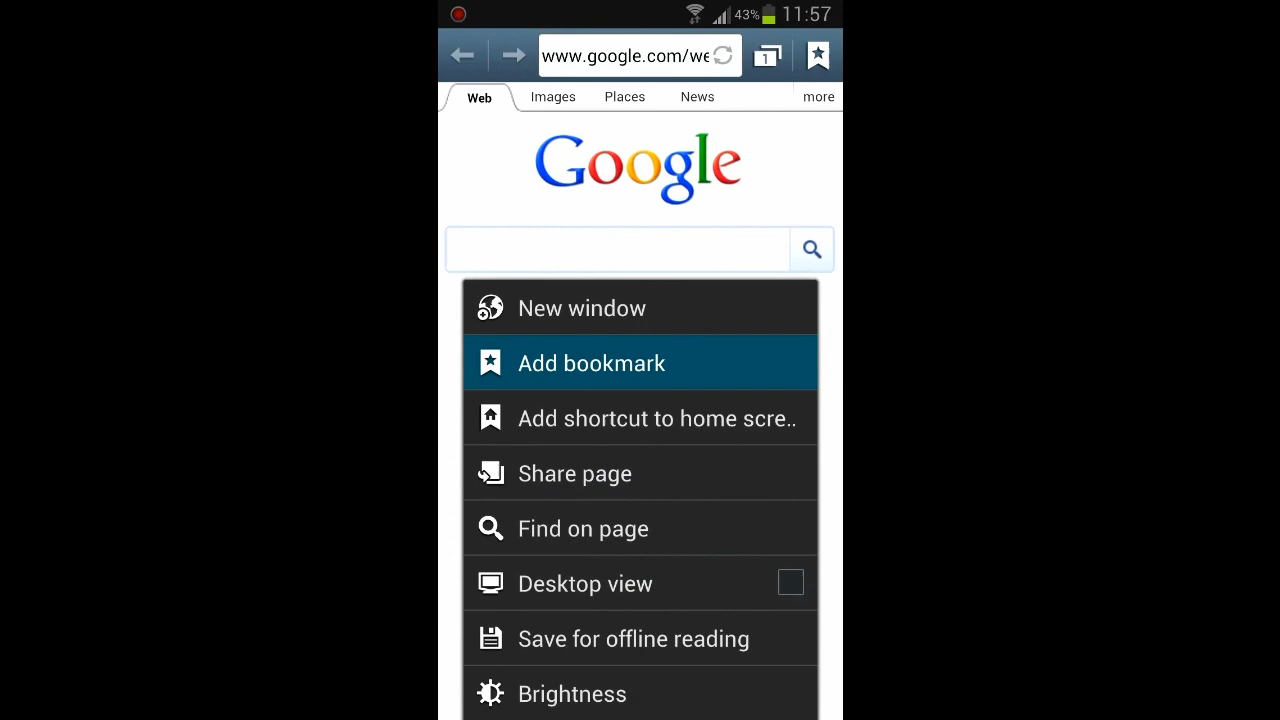 43% 11:57
www.google.com/we 1
Web Images Places News more
Google
New window
Add bookmark
Add shortcut to home scre..
Share page
Find on page
Desktop view
Save for offline reading
Brightness